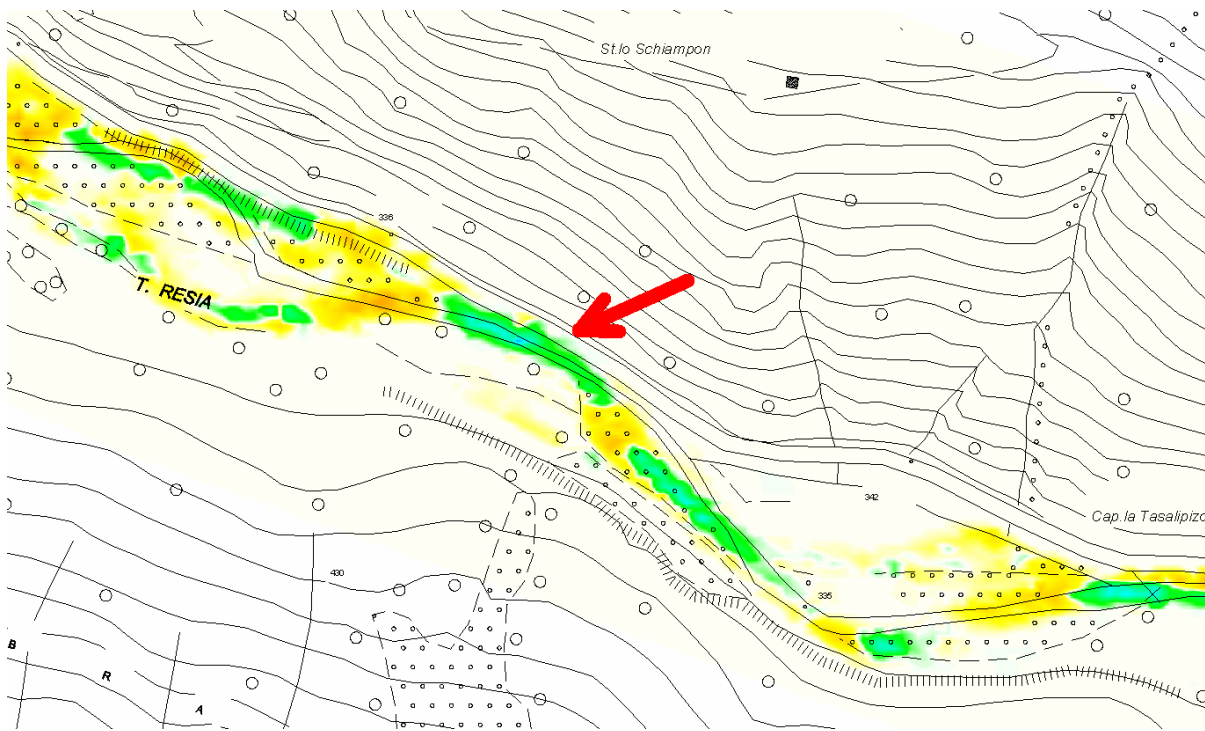 St.lo Schiampon
336
T. RESIA
342
Cap.la Tasalipizo
430
335
B
R
A